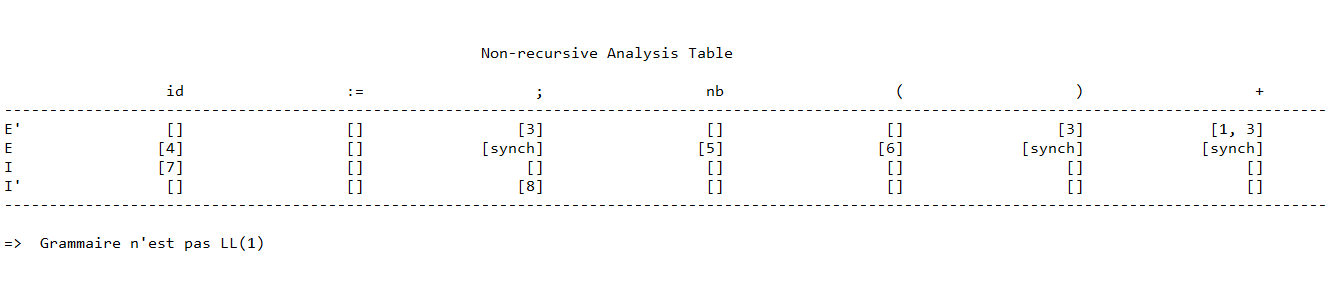 Non-recursive Analysis Table
id := ; nb ( ) +
--------------------------------------------------------------------------------------------------------------------------------------------------
E' [] [] [3] [] [] [3] [1, 3]
E [4] [] [synch] [5] [6] [synch] [synch]
I [7] [] [] [] [] [] []
I' [] [] [8] [] [] [] []
--------------------------------------------------------------------------------------------------------------------------------------------------
=> Grammaire n'est pas LL(1)